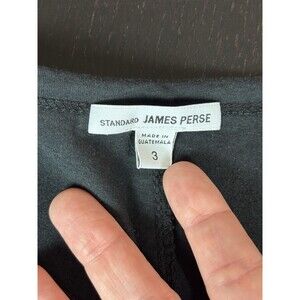 STANDARD JAMES PERSE
MADE IN
GUATEMALA
3